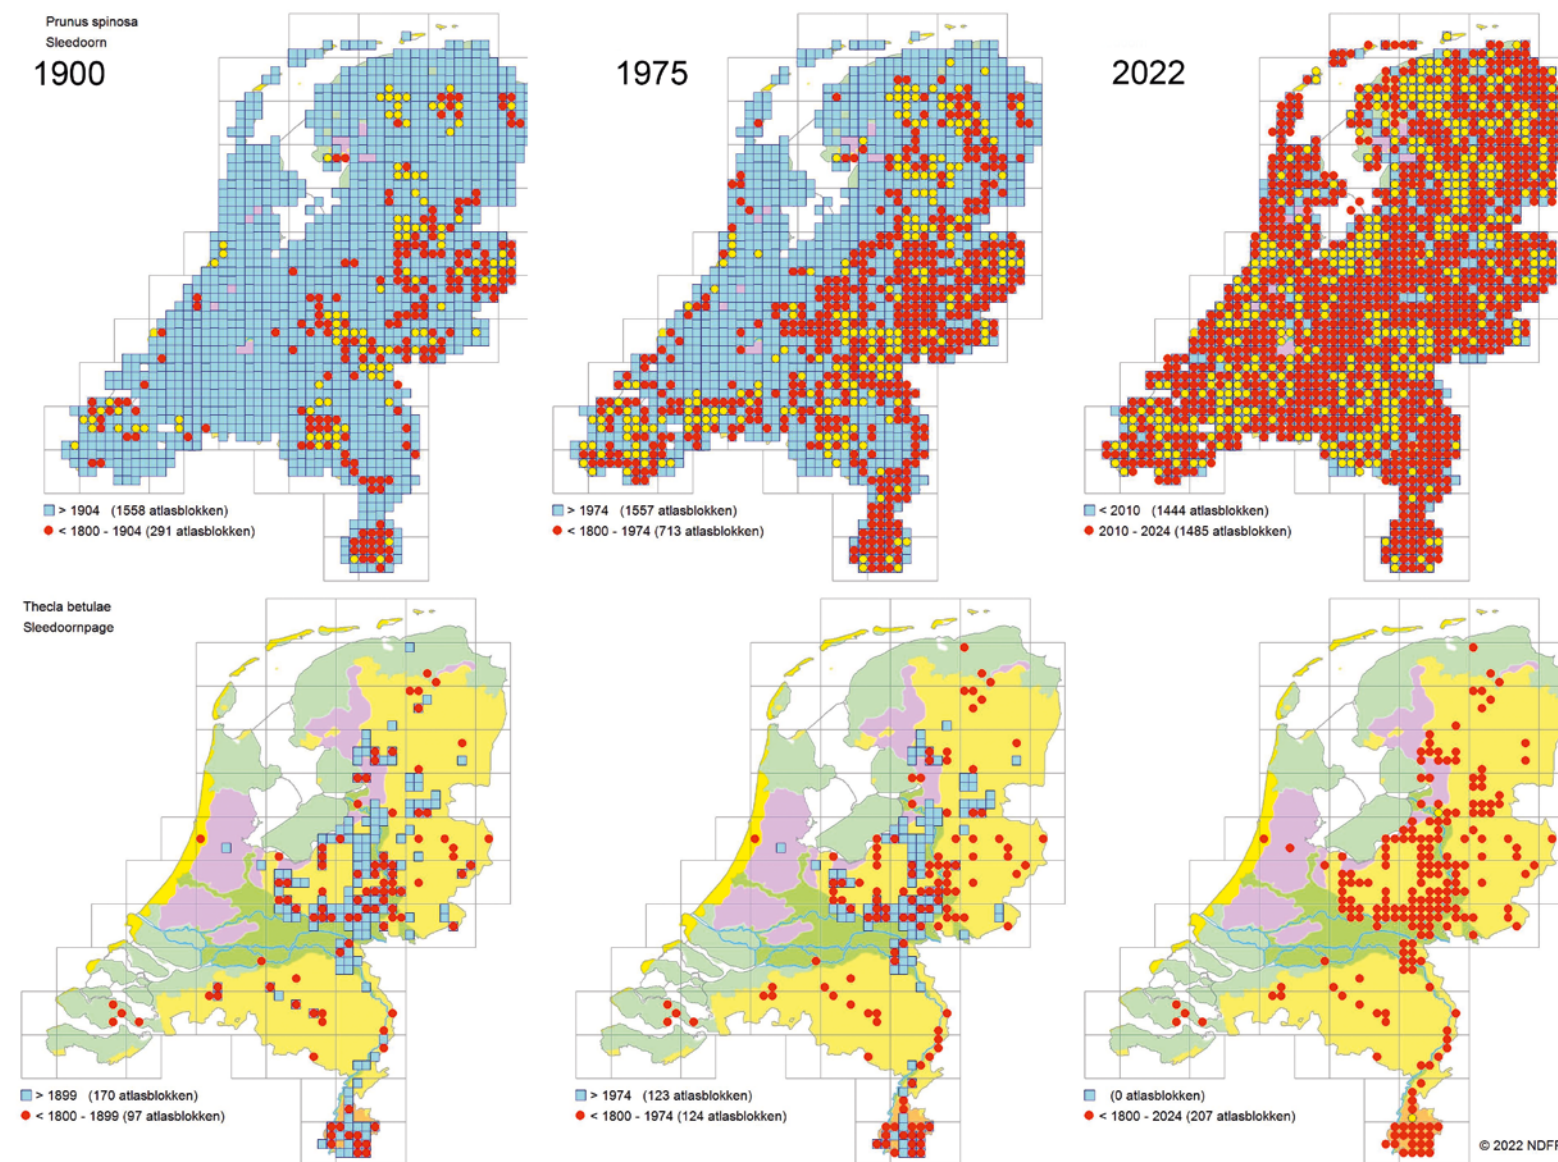 Prunus spinosa
Sleedoorn
1900
1975
2022
> 1904 (1558 atlasblokken)
< 1800 - 1904 (291 atlasblokken)
> 1974 (1557 atlasblokken)
< 1800 - 1974 (713 atlasblokken)
< 2010 (1444 atlasblokken)
2010 - 2024 (1485 atlasblokken)
Thecla betulae
Sleedoornpage
> 1899 (170 atlasblokken)
< 1800 - 1899 (97 atlasblokken)
> 1974 (123 atlasblokken)
< 1800 - 1974 (124 atlasblokken)
(0 atlasblokken)
< 1800 - 2024 (207 atlasblokken)
© 2022 NDFF